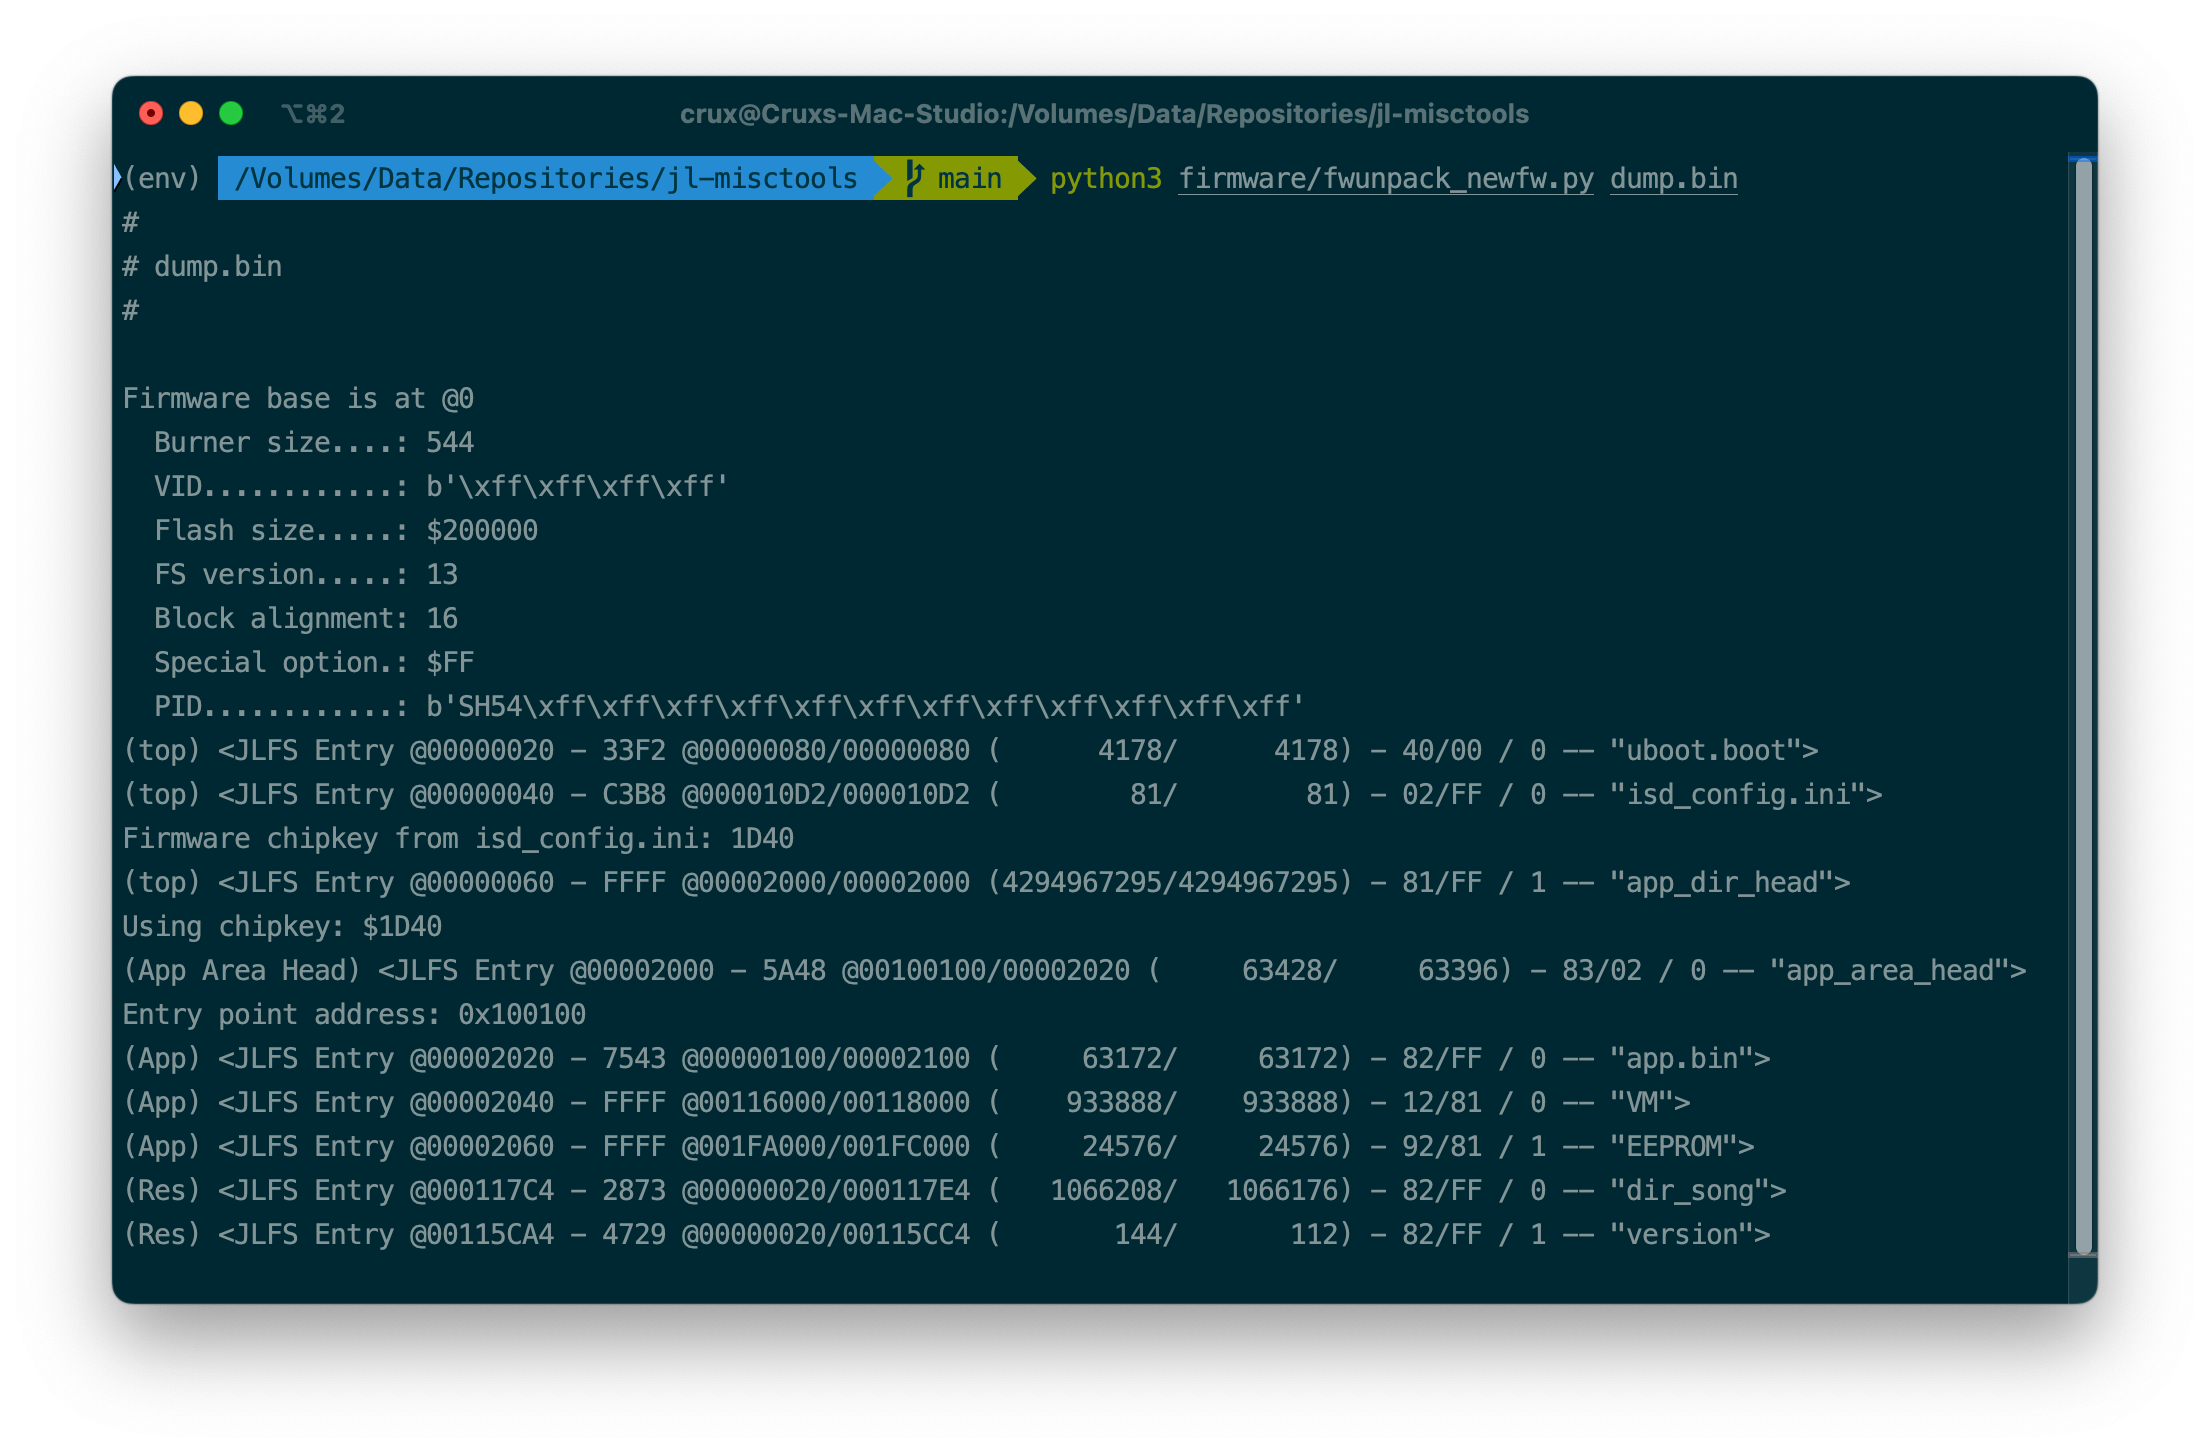 ⌥⌘2 crux@Cruxs-Mac-Studio:/Volumes/Data/Repositories/jl-misctools
(env) /Volumes/Data/Repositories/jl-misctools main python3 firmware/fwunpack_newfw.py dump.bin
#
# dump.bin
#
Firmware base is at @0
  Burner size....: 544
  VID............: b'\xff\xff\xff\xff'
  Flash size.....: $200000
  FS version.....: 13
  Block alignment: 16
  Special option.: $FF
  PID............: b'SH54\xff\xff\xff\xff\xff\xff\xff\xff\xff\xff\xff\xff'
(top) <JLFS Entry @00000020 - 33F2 @00000080/00000080 (      4178/      4178) - 40/00 / 0 -- "uboot.boot">
(top) <JLFS Entry @00000040 - C3B8 @000010D2/000010D2 (        81/        81) - 02/FF / 0 -- "isd_config.ini">
Firmware chipkey from isd_config.ini: 1D40
(top) <JLFS Entry @00000060 - FFFF @00002000/00002000 (4294967295/4294967295) - 81/FF / 1 -- "app_dir_head">
Using chipkey: $1D40
(App Area Head) <JLFS Entry @00002000 - 5A48 @00100100/00002020 (     63428/     63396) - 83/02 / 0 -- "app_area_head">
Entry point address: 0x100100
(App) <JLFS Entry @00002020 - 7543 @00000100/00002100 (     63172/     63172) - 82/FF / 0 -- "app.bin">
(App) <JLFS Entry @00002040 - FFFF @00116000/00118000 (    933888/    933888) - 12/81 / 0 -- "VM">
(App) <JLFS Entry @00002060 - FFFF @001FA000/001FC000 (     24576/     24576) - 92/81 / 1 -- "EEPROM">
(Res) <JLFS Entry @000117C4 - 2873 @00000020/000117E4 (   1066208/   1066176) - 82/FF / 0 -- "dir_song">
(Res) <JLFS Entry @00115CA4 - 4729 @00000020/00115CC4 (       144/       112) - 82/FF / 1 -- "version">